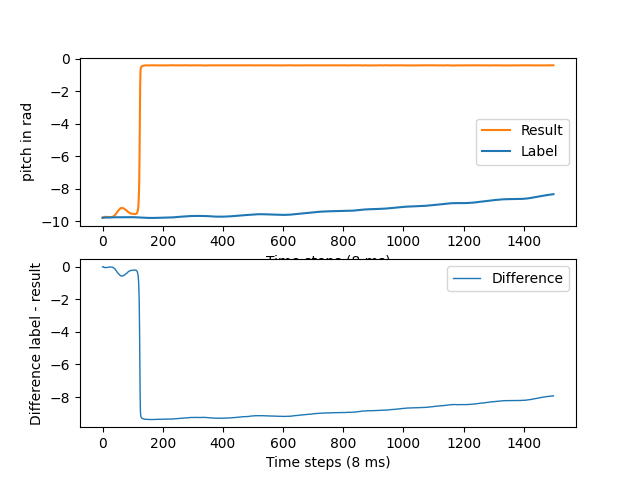 0
−2
−4
−6
−8
−10
pitch in rad
Result
Label
0 200 400 600 800 1000 1200 1400
Time steps (8 ms)
0
−2
−4
−6
−8
Difference label - result
Difference
0 200 400 600 800 1000 1200 1400
Time steps (8 ms)